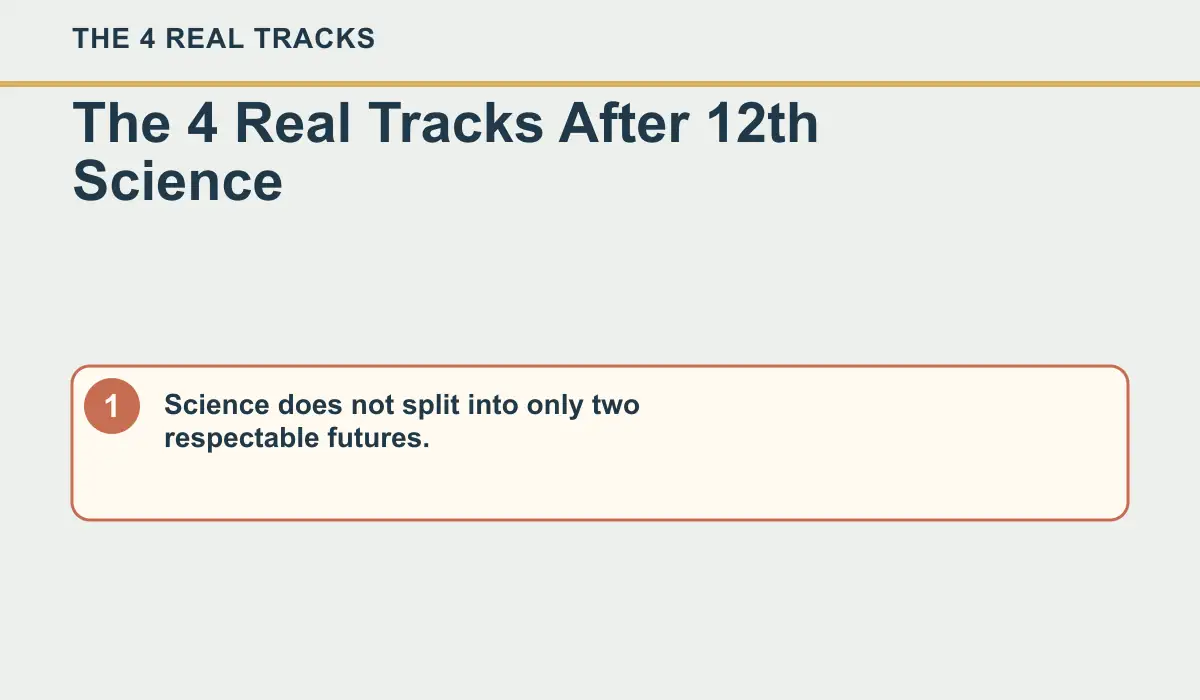 THE 4 REAL TRACKS
The 4 Real Tracks After 12th
Science
1
Science does not split into only two
respectable futures.